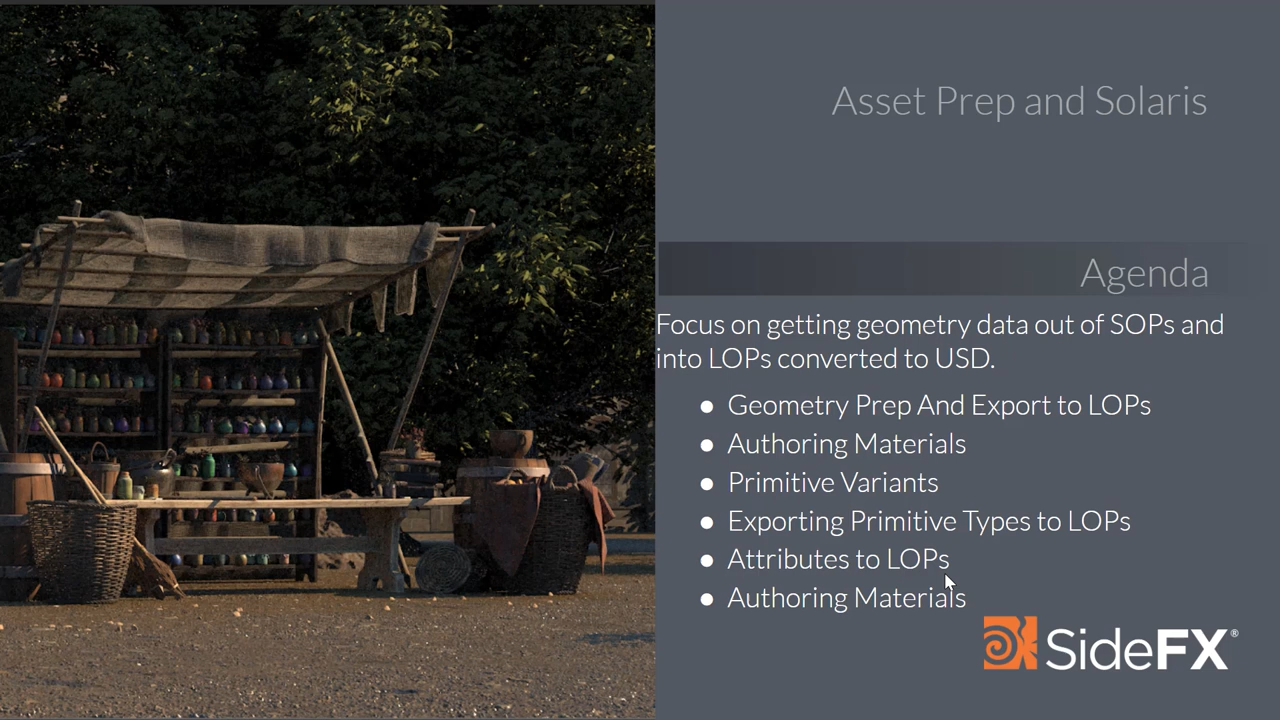 Asset Prep and Solaris
Agenda
Focus on getting geometry data out of SOPs and
into LOPs converted to USD.
● Geometry Prep And Export to LOPs
● Authoring Materials
● Primitive Variants
● Exporting Primitive Types to LOPs
● Attributes to LOPs
● Authoring Materials
SideFX®